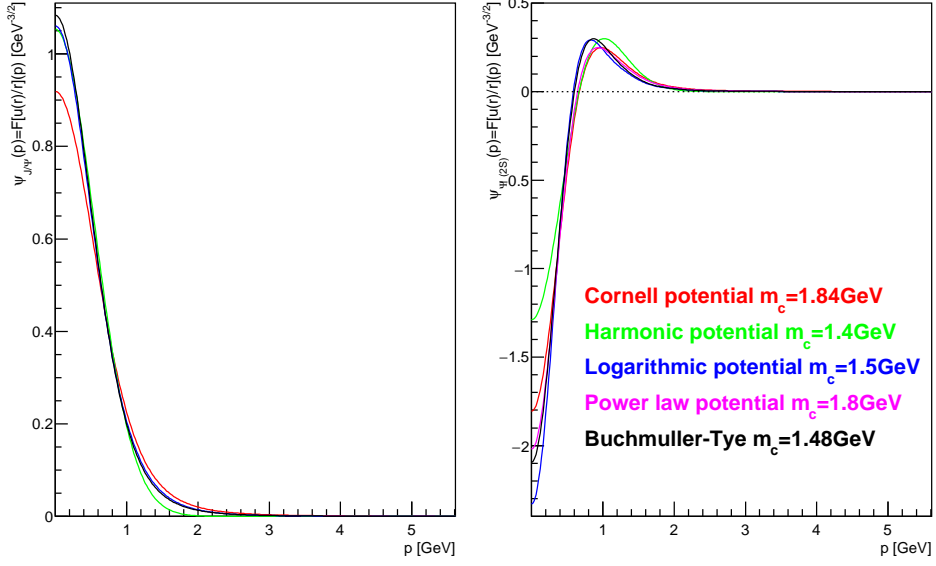 ψ_J/Ψ(p)=F[u(r)/r](p) [GeV^-3/2]
1
0.8
0.6
0.4
0.2
0
1
2
3
4
5
p [GeV]
ψ_Ψ(2S)(p)=F[u(r)/r](p) [GeV^-3/2]
0.5
0
−0.5
−1
−1.5
−2
Cornell potential m_c=1.84GeV
Harmonic potential m_c=1.4GeV
Logarithmic potential m_c=1.5GeV
Power law potential m_c=1.8GeV
Buchmuller-Tye m_c=1.48GeV
1
2
3
4
5
p [GeV]